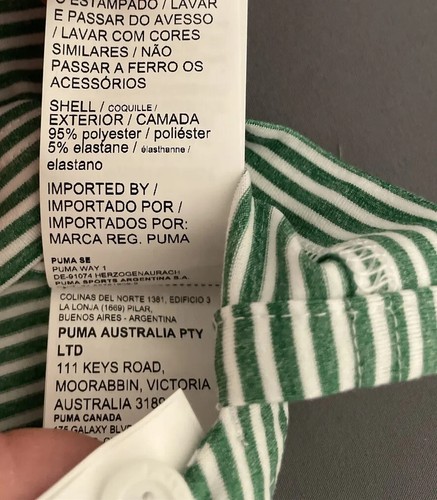 O ESTAMPADO / LAVAR
E PASSAR DO AVESSO
/ LAVAR COM CORES
SIMILARES / NÃO
PASSAR A FERRO OS
ACESSÓRIOS
SHELL / COQUILLE /
EXTERIOR / CAMADA
95% polyester / poliéster
5% elastane / élasthanne /
elastano
IMPORTED BY /
IMPORTADO POR /
IMPORTADOS POR:
MARCA REG. PUMA
PUMA SE
PUMA WAY 1
DE-91074 HERZOGENAURACH
PUMA SPORTS ARGENTINA S.A.
COLINAS DEL NORTE 1381, EDIFICIO 3
LA LONJA (1669) PILAR,
BUENOS AIRES - ARGENTINA
PUMA AUSTRALIA PTY
LTD
111 KEYS ROAD,
MOORABBIN, VICTORIA
AUSTRALIA 3189
PUMA CANADA
175 GALAXY BLV